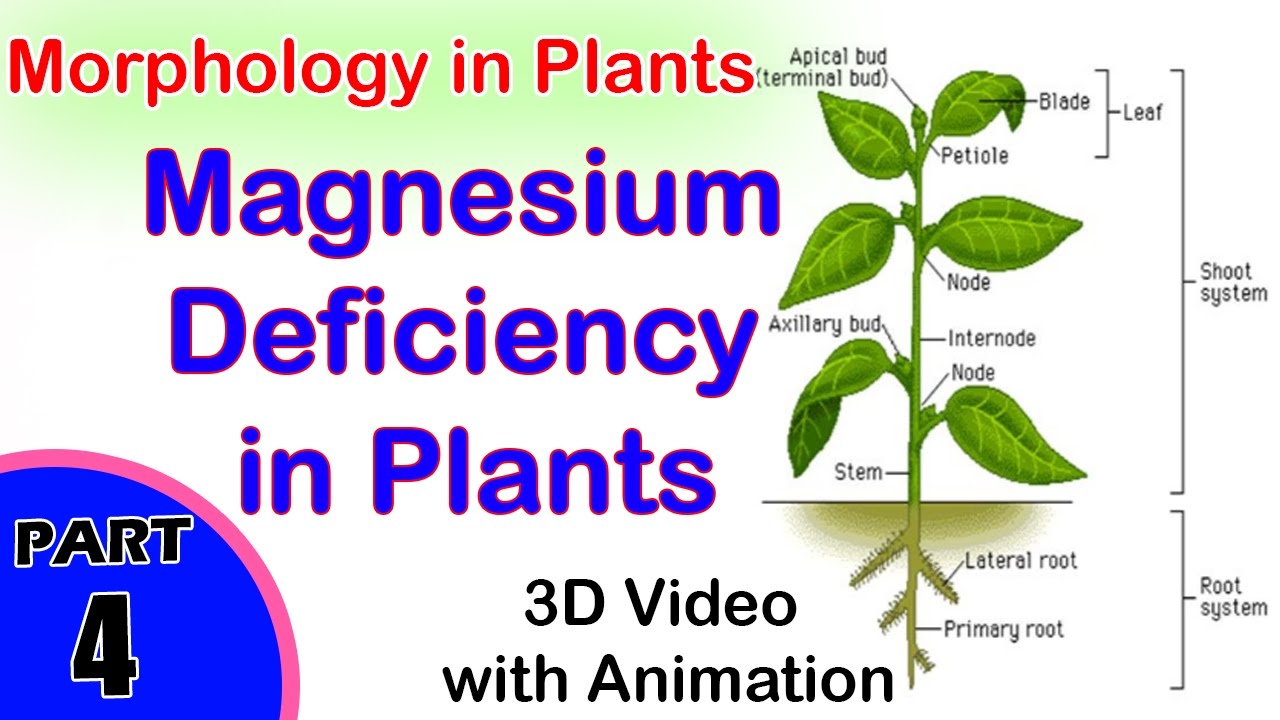 Morphology in Plants
Magnesium
Deficiency
in Plants
PART
4
3D Video
with Animation
Apical bud
(terminal bud)
Blade
Leaf
Petiole
Node
Shoot
system
Axillary bud
Internode
Node
Stem
Lateral root
Root
system
Primary root